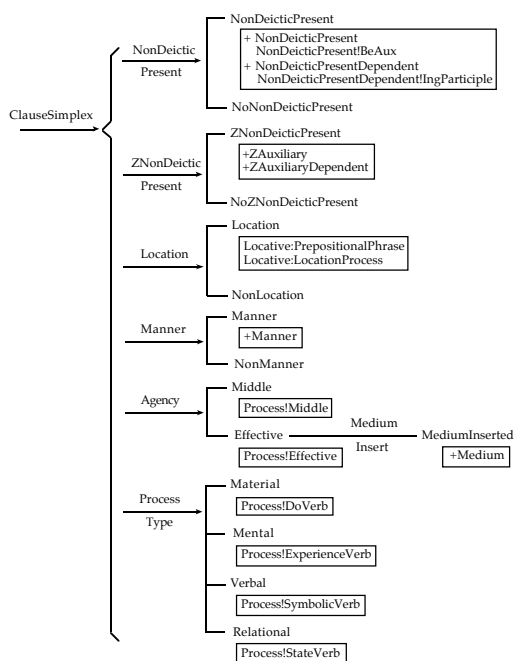 NonDeicticPresent
+ NonDeicticPresent
NonDeicticPresent!BeAux
+ NonDeicticPresentDependent
NonDeicticPresentDependent!IngParticiple
NonDeictic
Present
NoNonDeicticPresent
ClauseSimplex
ZNonDeicticPresent
+ZAuxiliary
+ZAuxiliaryDependent
ZNonDeictic
Present
NoZNonDeicticPresent
Location
Locative:PrepositionalPhrase
Locative:LocationProcess
Location
NonLocation
Manner
+Manner
Manner
NonManner
Middle
Process!Middle
Agency
Effective
Process!Effective
Medium
Insert
MediumInserted
+Medium
Material
Process!DoVerb
Process
Type
Mental
Process!ExperienceVerb
Verbal
Process!SymbolicVerb
Relational
Process!StateVerb